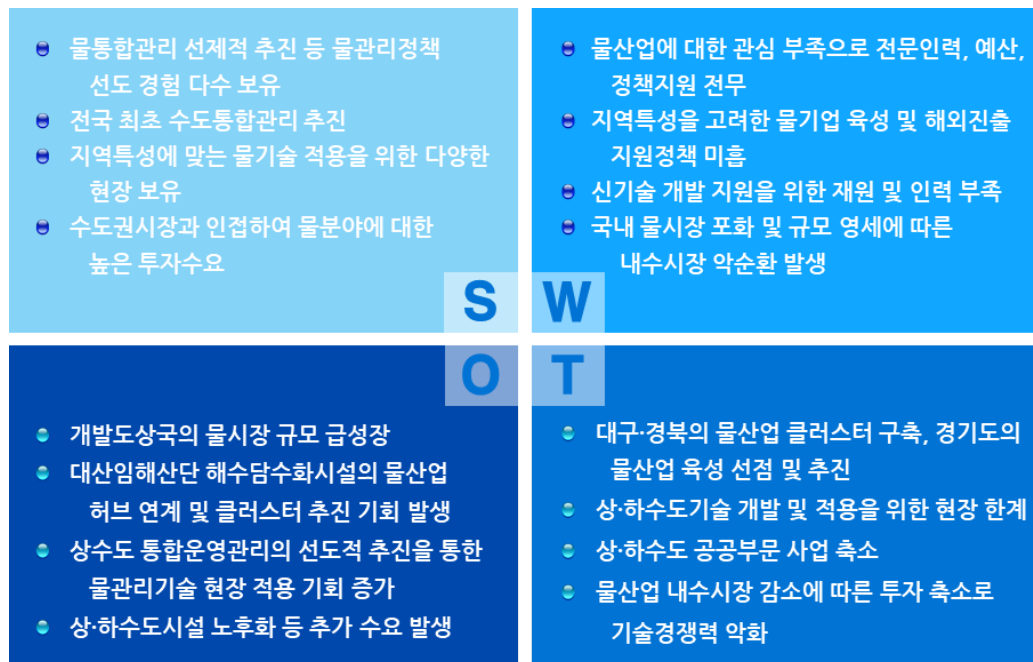 물통합관리 선제적 추진 등 물관리정책
선도 경험 다수 보유
전국 최초 수도통합관리 추진
지역특성에 맞는 물기술 적용을 위한 다양한
현장 보유
수도권시장과 인접하여 물분야에 대한
높은 투자수요
S
물산업에 대한 관심 부족으로 전문인력, 예산,
정책지원 전무
지역특성을 고려한 물기업 육성 및 해외진출
지원정책 미흡
신기술 개발 지원을 위한 재원 및 인력 부족
국내 물시장 포화 및 규모 영세에 따른
내수시장 악순환 발생
W
O
개발도상국의 물시장 규모 급성장
대산임해산단 해수담수화시설의 물산업
허브 연계 및 클러스터 추진 기회 발생
상수도 통합운영관리의 선도적 추진을 통한
물관리기술 현장 적용 기회 증가
상·하수도시설 노후화 등 추가 수요 발생
T
대구·경북의 물산업 클러스터 구축, 경기도의
물산업 육성 선점 및 추진
상·하수도기술 개발 및 적용을 위한 현장 한계
상·하수도 공공부문 사업 축소
물산업 내수시장 감소에 따른 투자 축소로
기술경쟁력 악화